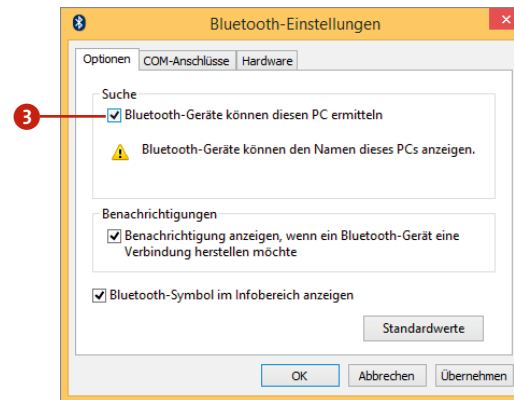 Bluetooth-Einstellungen
Optionen COM-Anschlüsse Hardware
Suche
3
Bluetooth-Geräte können diesen PC ermitteln
Bluetooth-Geräte können den Namen dieses PCs anzeigen.
Benachrichtigungen
Benachrichtigung anzeigen, wenn ein Bluetooth-Gerät eine
Verbindung herstellen möchte
Bluetooth-Symbol im Infobereich anzeigen
Standardwerte
OK Abbrechen Übernehmen